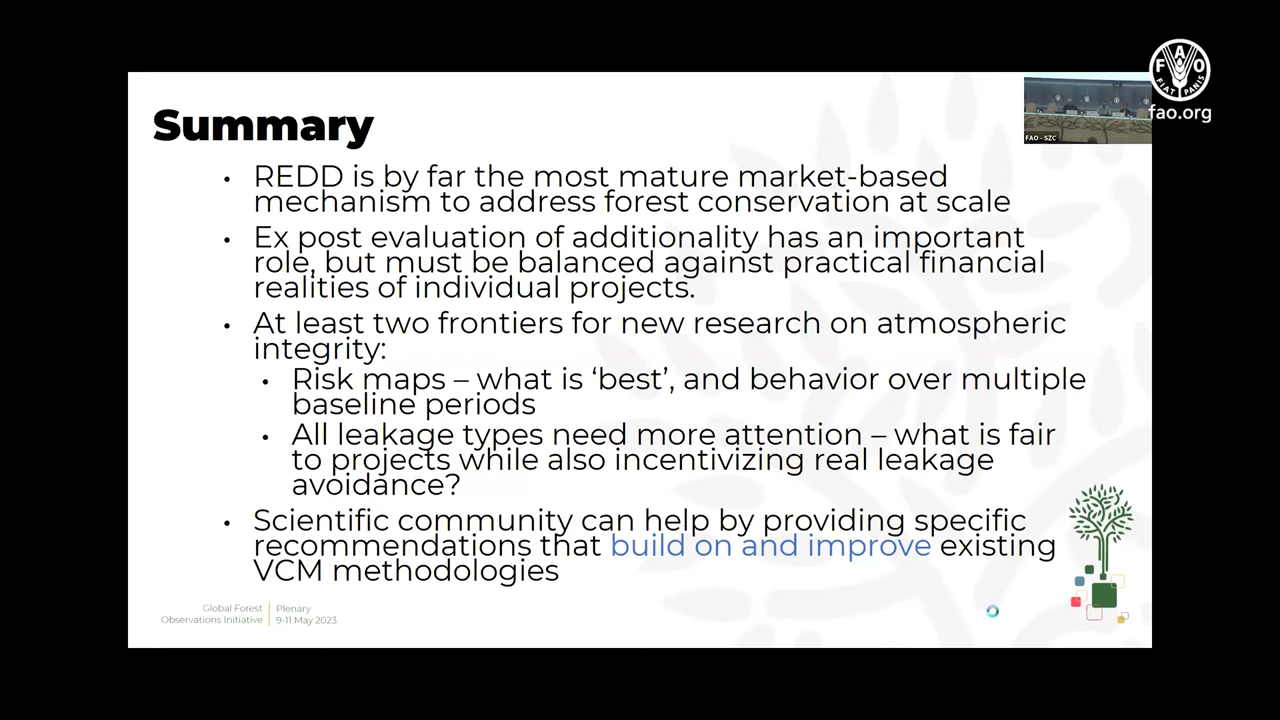 FAO
FIAT PANIS
fao.org
FAO - SZC
Summary
• REDD is by far the most mature market-based
mechanism to address forest conservation at scale
• Ex post evaluation of additionality has an important
role, but must be balanced against practical financial
realities of individual projects.
• At least two frontiers for new research on atmospheric
integrity:
• Risk maps – what is ‘best’, and behavior over multiple
baseline periods
• All leakage types need more attention – what is fair
to projects while also incentivizing real leakage
avoidance?
• Scientific community can help by providing specific
recommendations that build on and improve existing
VCM methodologies
Global Forest
Observations Initiative
Plenary
9-11 May 2023